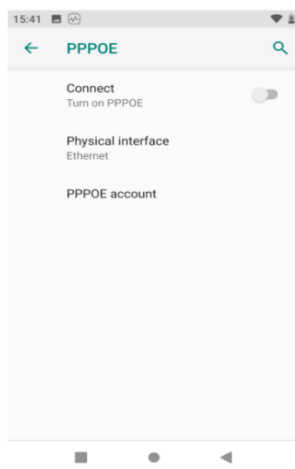 15:41
PPPOE
Connect
Turn on PPPOE
Physical interface
Ethernet
PPPOE account